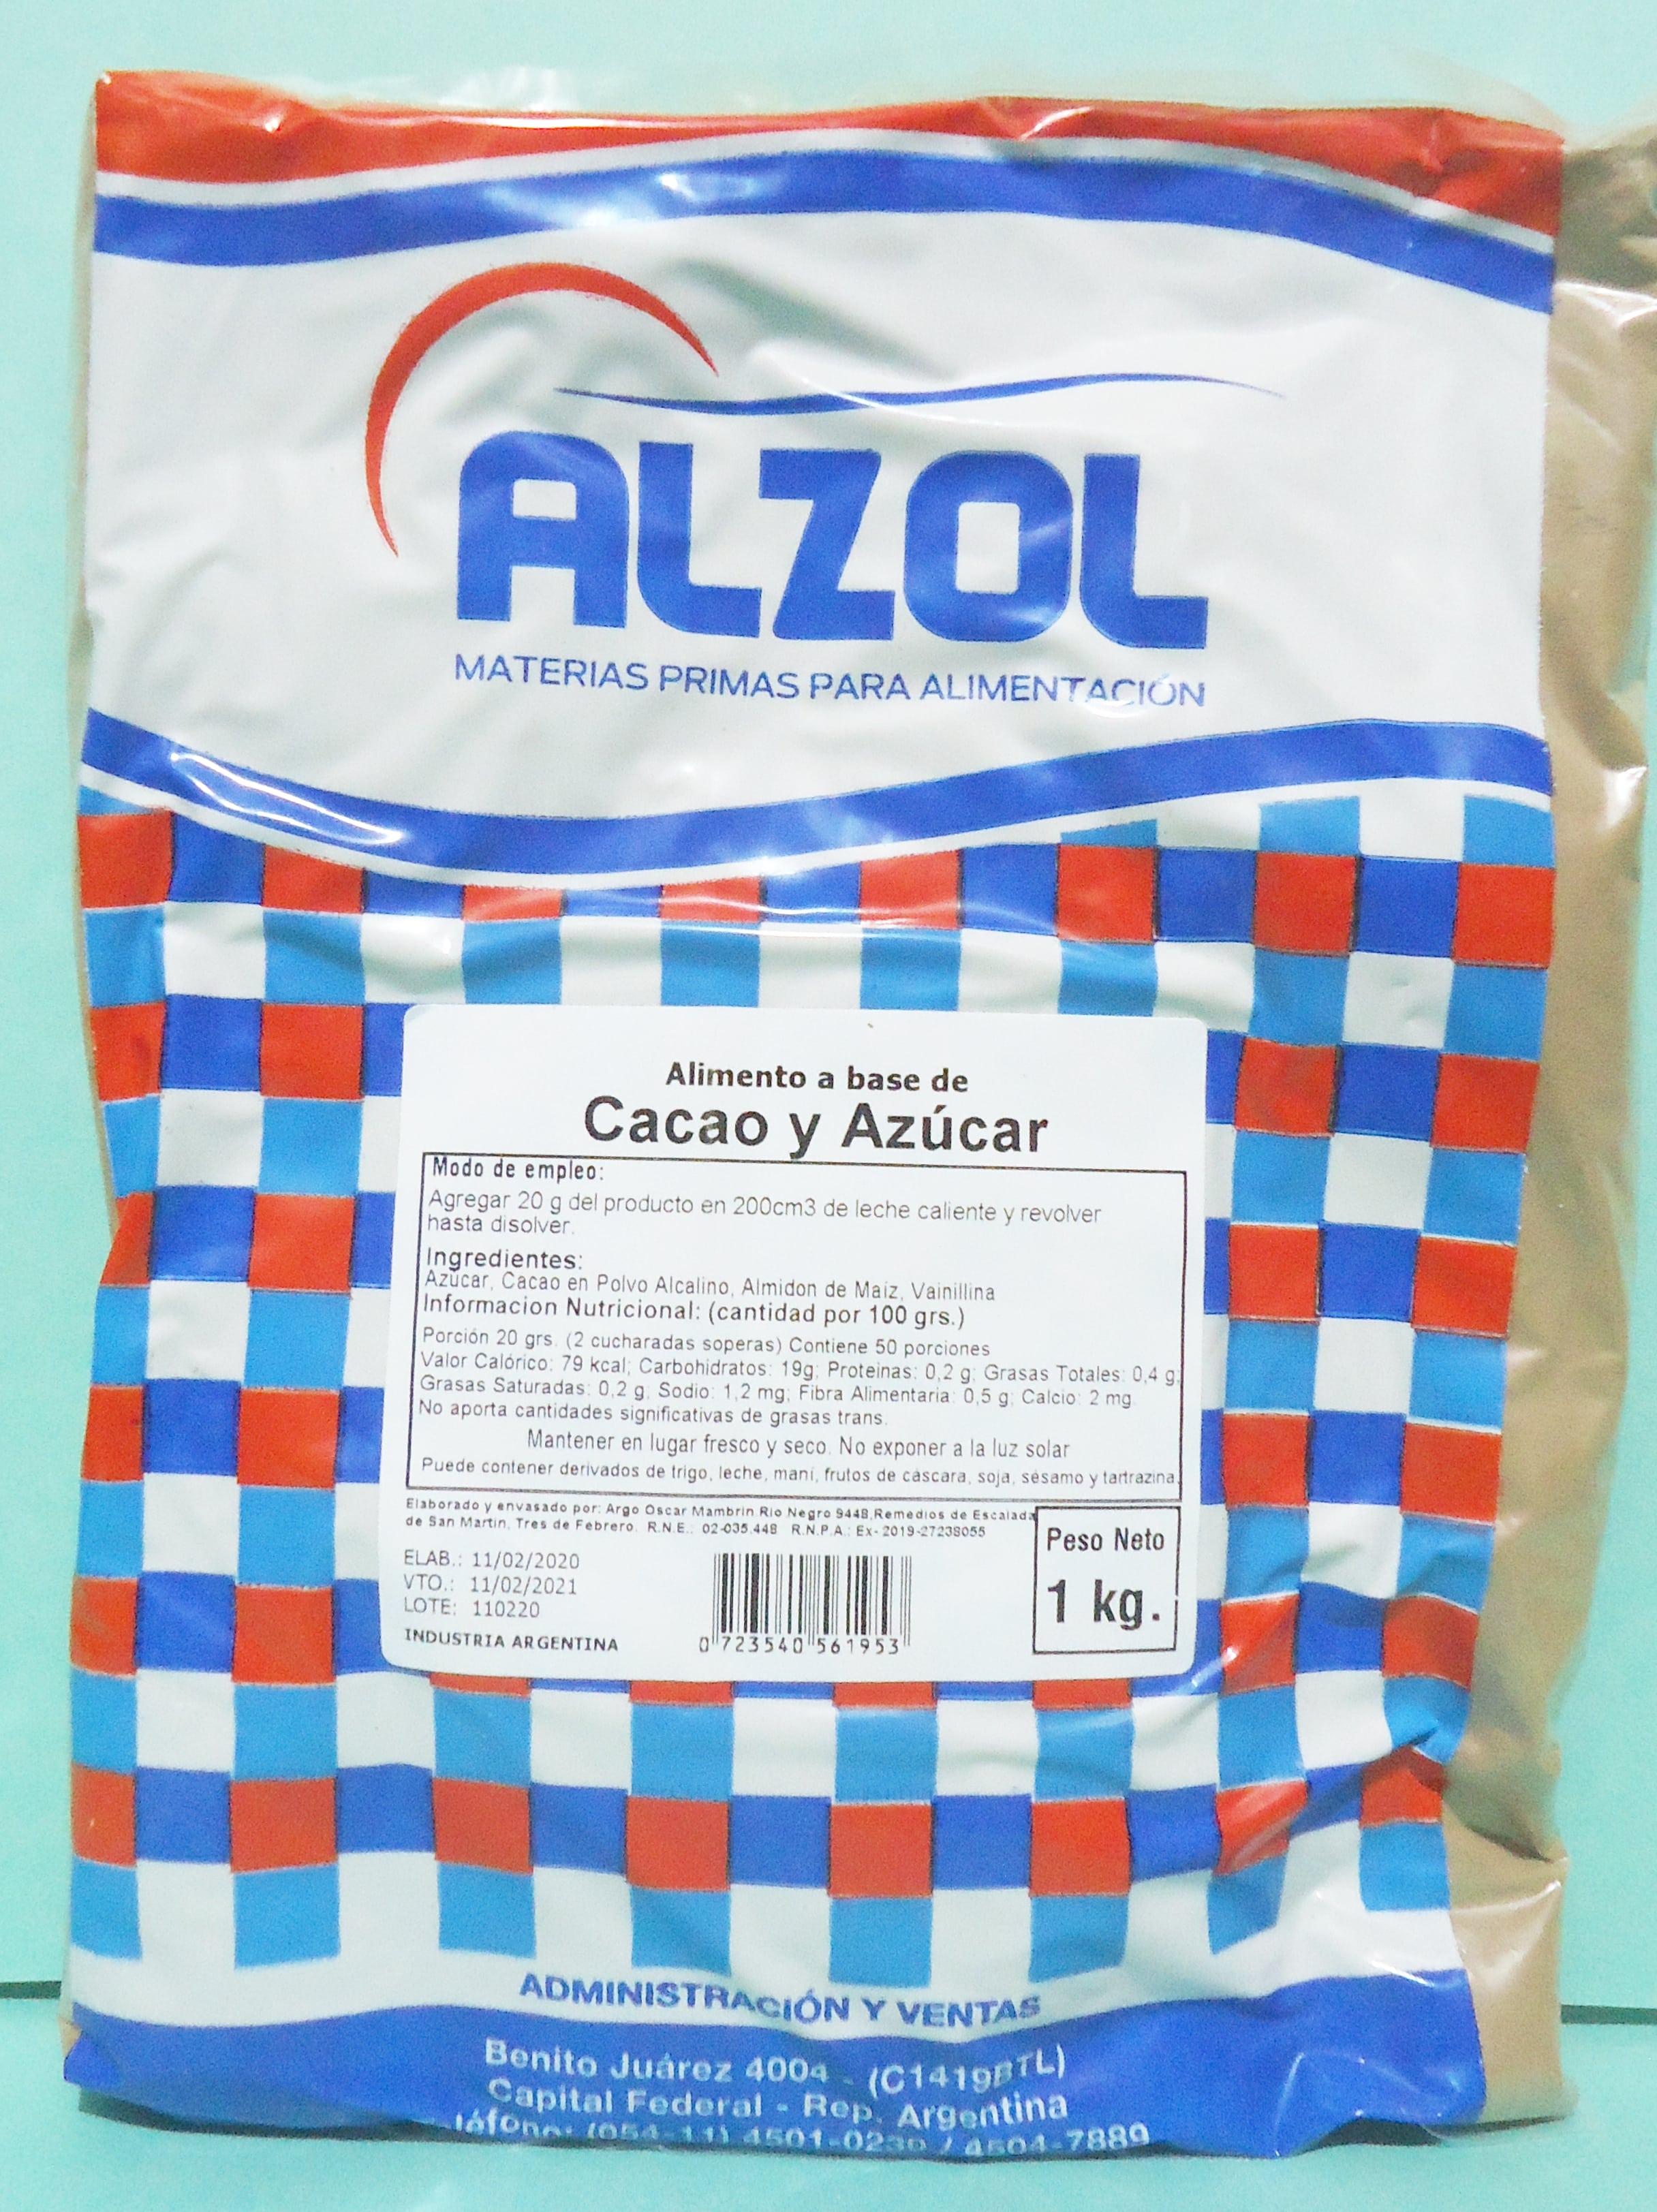 ALZOL
MATERIAS PRIMAS PARA ALIMENTACIÓN
Alimento a base de
Cacao y Azúcar
Modo de empleo:
Agregar 20 g del producto en 200cm3 de leche caliente y revolver
hasta disolver.
Ingredientes:
Azúcar, Cacao en Polvo Alcalino, Almidon de Maíz, Vainillina
Informacion Nutricional: (cantidad por 100 grs.)
Porción 20 grs. (2 cucharadas soperas) Contiene 50 porciones
Valor Calórico: 79 kcal; Carbohidratos: 19g; Proteinas: 0,2 g; Grasas Totales: 0,4 g;
Grasas Saturadas: 0,2 g; Sodio: 1,2 mg; Fibra Alimentaria: 0,5 g; Calcio: 2 mg.
No aporta cantidades significativas de grasas trans.
Mantener en lugar fresco y seco. No exponer a la luz solar
Puede contener derivados de trigo, leche, maní, frutos de cáscara, soja, sésamo y tartrazina.
Elaborado y envasado por: Argo Oscar Mambrin Rio Negro 9448,Remedios de Escalada
de San Martin, Tres de Febrero. R.N.E.: 02-035.448 R.N.P.A.: Ex-2019-27238055
Peso Neto
1 kg.
ELAB.: 11/02/2020
VTO.: 11/02/2021
LOTE: 110220
INDUSTRIA ARGENTINA
0 723540 561953
ADMINISTRACIÓN Y VENTAS
Benito Juárez 4004 - (C1419BTL)
Capital Federal - Rep. Argentina
(054-11) 4501-0230 / 4504-7889